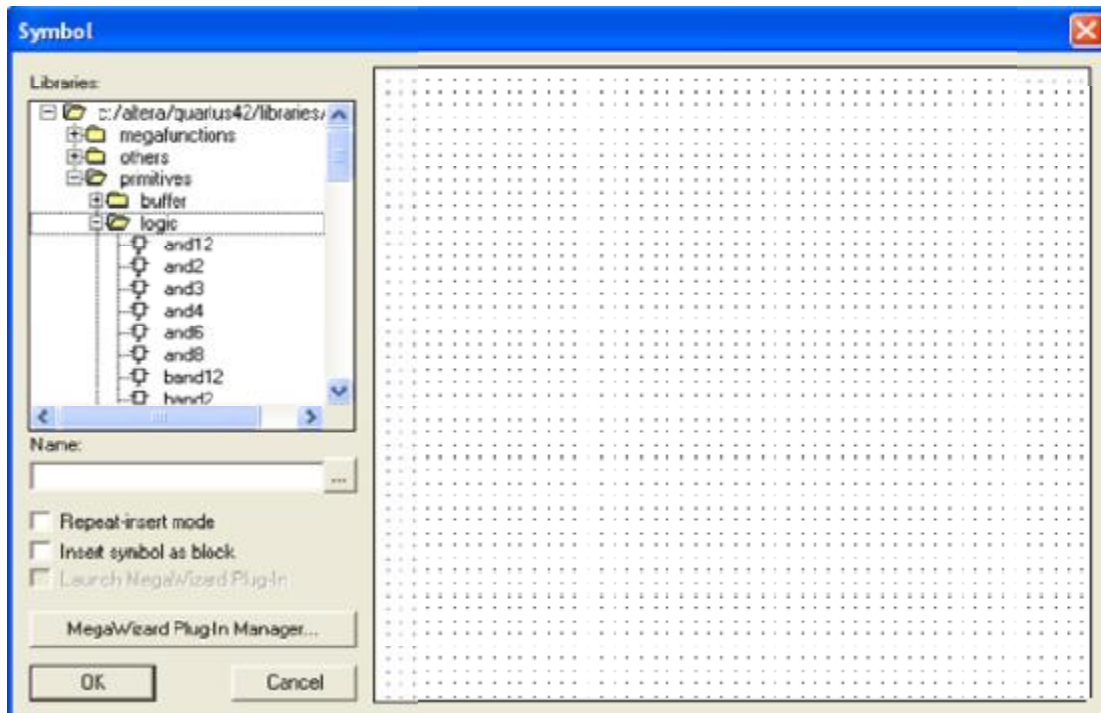 Symbol
Libraries:
c:/altera/quartus42/libraries/
megafunctions
others
primitives
buffer
logic
and12
and2
and3
and4
and6
and8
band12
band2
Name:
...
Repeat-insert mode
Insert symbol as block
Launch MegaWizard Plug-In
MegaWizard Plug-In Manager...
OK
Cancel